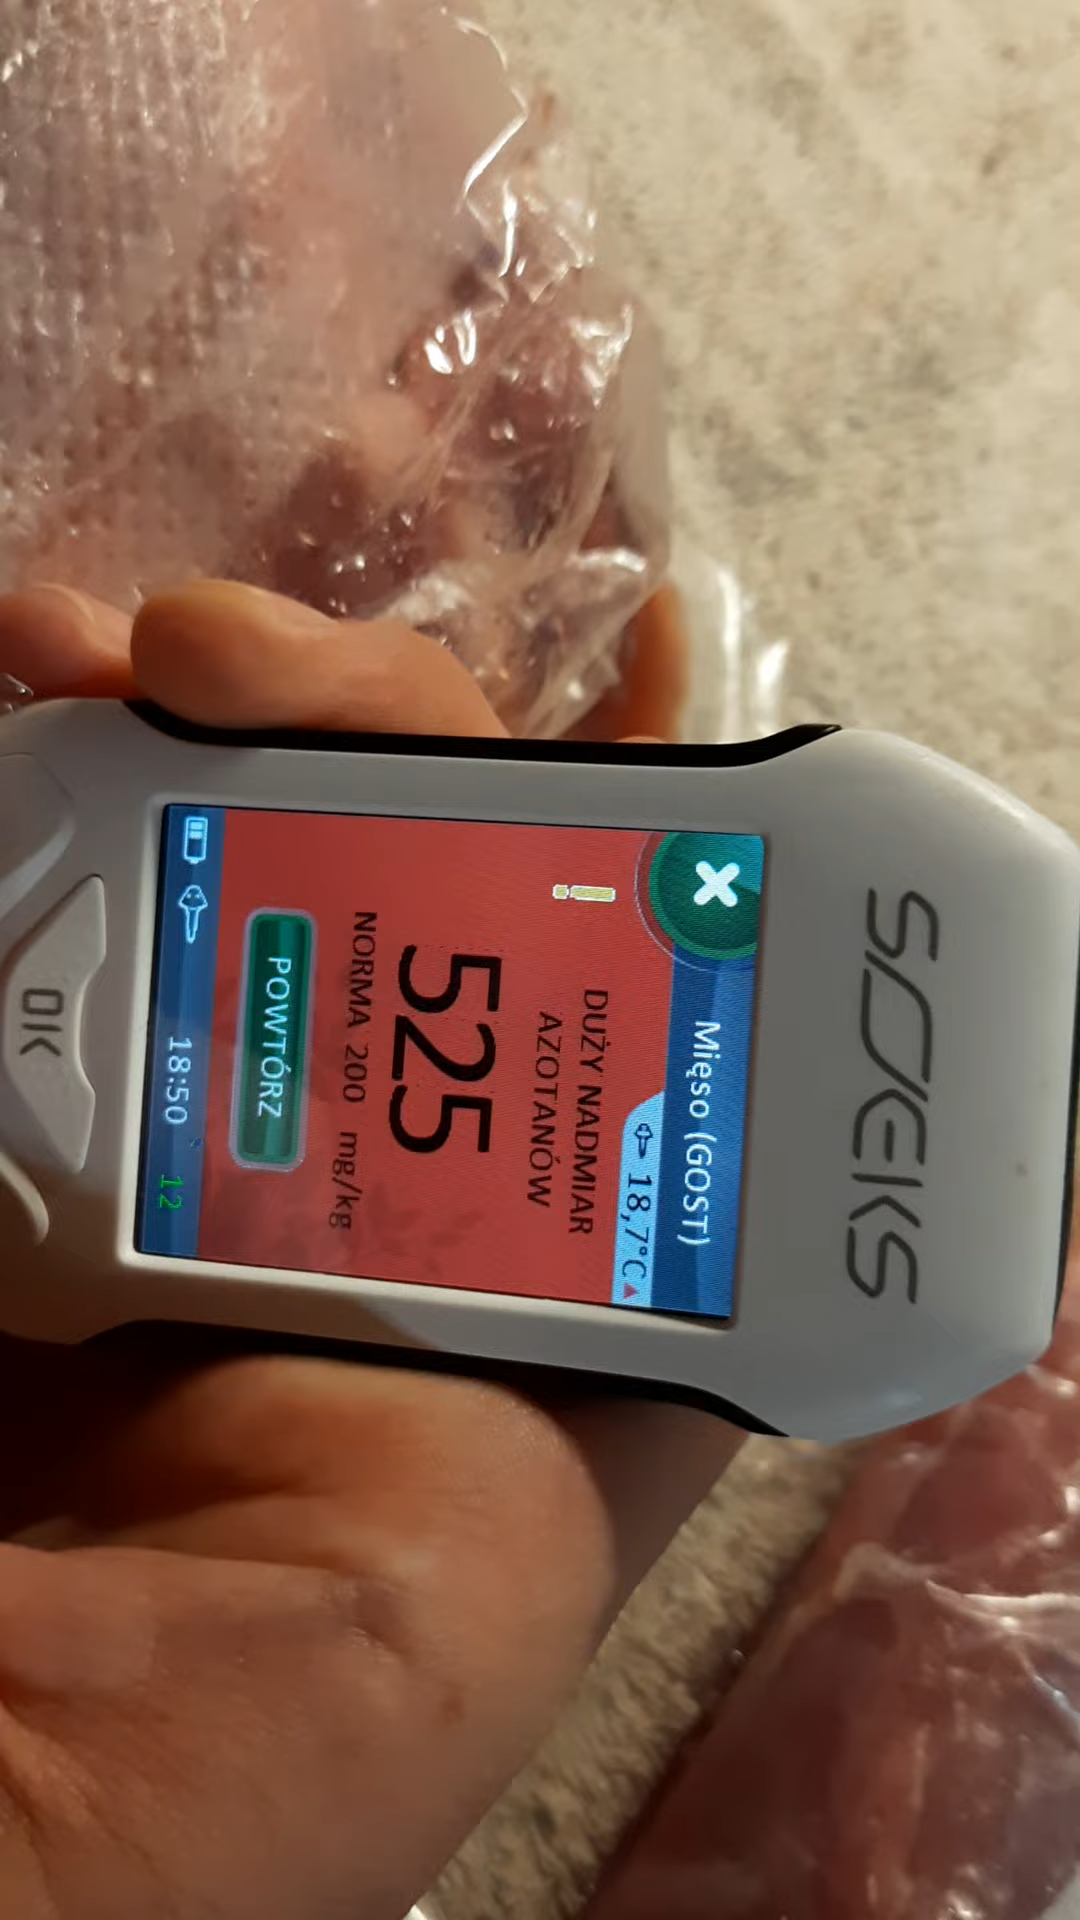 SOEKS
Mięso (GOST)
18,7°C
DUŻY NADMIAR
AZOTANÓW
525
NORMA 200 mg/kg
POWTÓRZ
18:50 12
OK